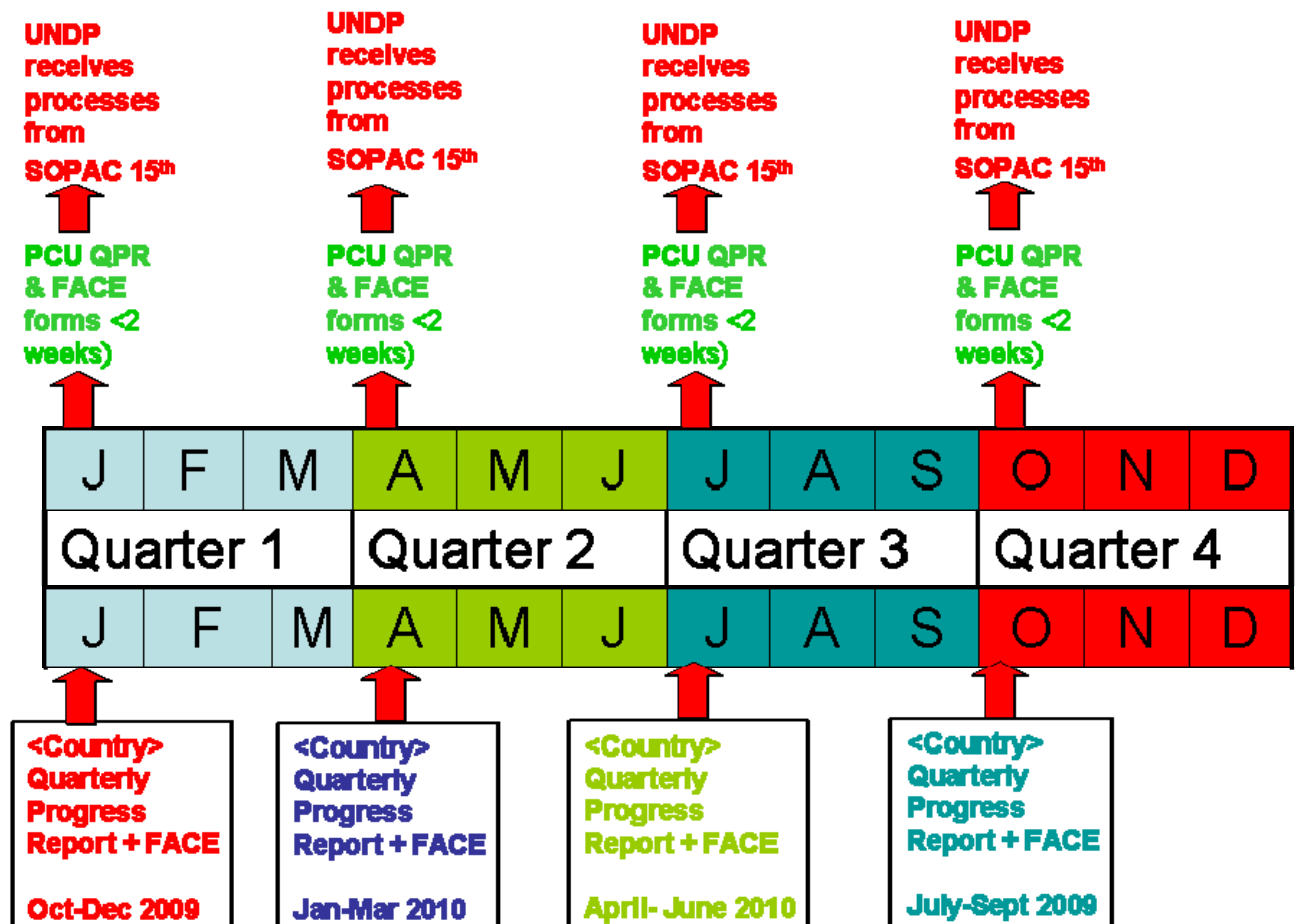 UNDP
receives
processes
from
SOPAC 15th
UNDP
receives
processes
from
SOPAC 15th
UNDP
receives
processes
from
SOPAC 15th
UNDP
receives
processes
from
SOPAC 15th
PCU QPR
& FACE
forms <2
weeks)
PCU QPR
& FACE
forms <2
weeks)
PCU QPR
& FACE
forms <2
weeks)
PCU QPR
& FACE
forms <2
weeks)
J F M A M J J A S O N D
Quarter 1 Quarter 2 Quarter 3 Quarter 4
J F M A M J J A S O N D
<Country>
Quarterly
Progress
Report + FACE
Oct-Dec 2009
<Country>
Quarterly
Progress
Report + FACE
Jan-Mar 2010
<Country>
Quarterly
Progress
Report + FACE
April- June 2010
<Country>
Quarterly
Progress
Report + FACE
July-Sept 2009